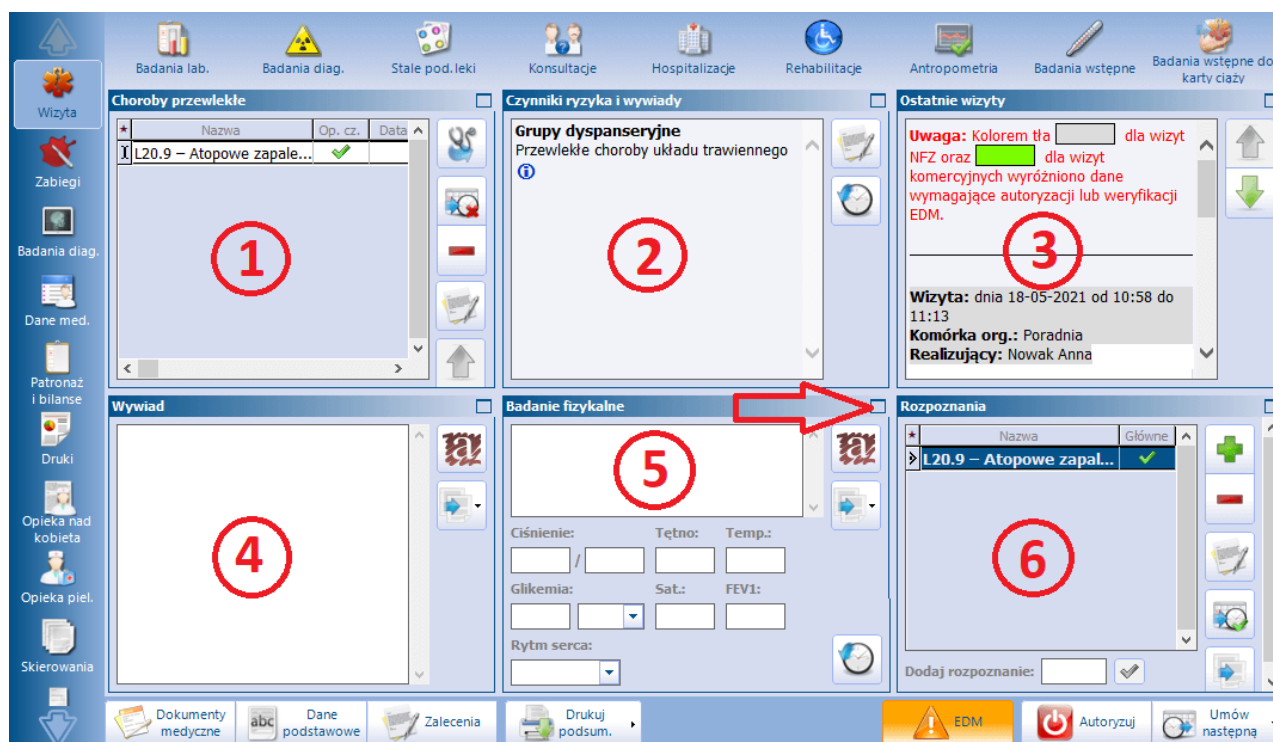 Badania lab.
Badania diag.
Stale pod. leki
Konsultacje
Hospitalizacje
Rehabilitacje
Antropometria
Badania wstępne
Badania wstępne do
karty ciaży
Wizyta
Zabiegi
Badania diag.
Dane med.
Patronaż
i bilanse
Druki
Opieka nad
kobieta
Opieka piel.
Skierowania
Choroby przewlekłe
* Nazwa Op. cz. Data
L20.9 – Atopowe zapale...
1
Czynniki ryzyka i wywiady
Grupy dyspanseryjne
Przewlekłe choroby układu trawiennego
i
2
Ostatnie wizyty
Uwaga: Kolorem tła dla wizyt
NFZ oraz dla wizyt
komercyjnych wyróżniono dane
wymagające autoryzacji lub weryfikacji
EDM.
3
Wizyta: dnia 18-05-2021 od 10:58 do
11:13
Komórka org.: Poradnia
Realizujący: Nowak Anna
Wywiad
a
4
Badanie fizykalne
a
5
Ciśnienie: Tętno: Temp.:
/
Glikemia: Sat.: FEV1:
Rytm serca:
Rozpoznania
* Nazwa Główne
L20.9 – Atopowe zapal...
6
Dodaj rozpoznanie:
Dokumenty
medyczne
abc
Dane
podstawowe
Zalecenia
Drukuj
podsum.
EDM
Autoryzuj
Umów
następną